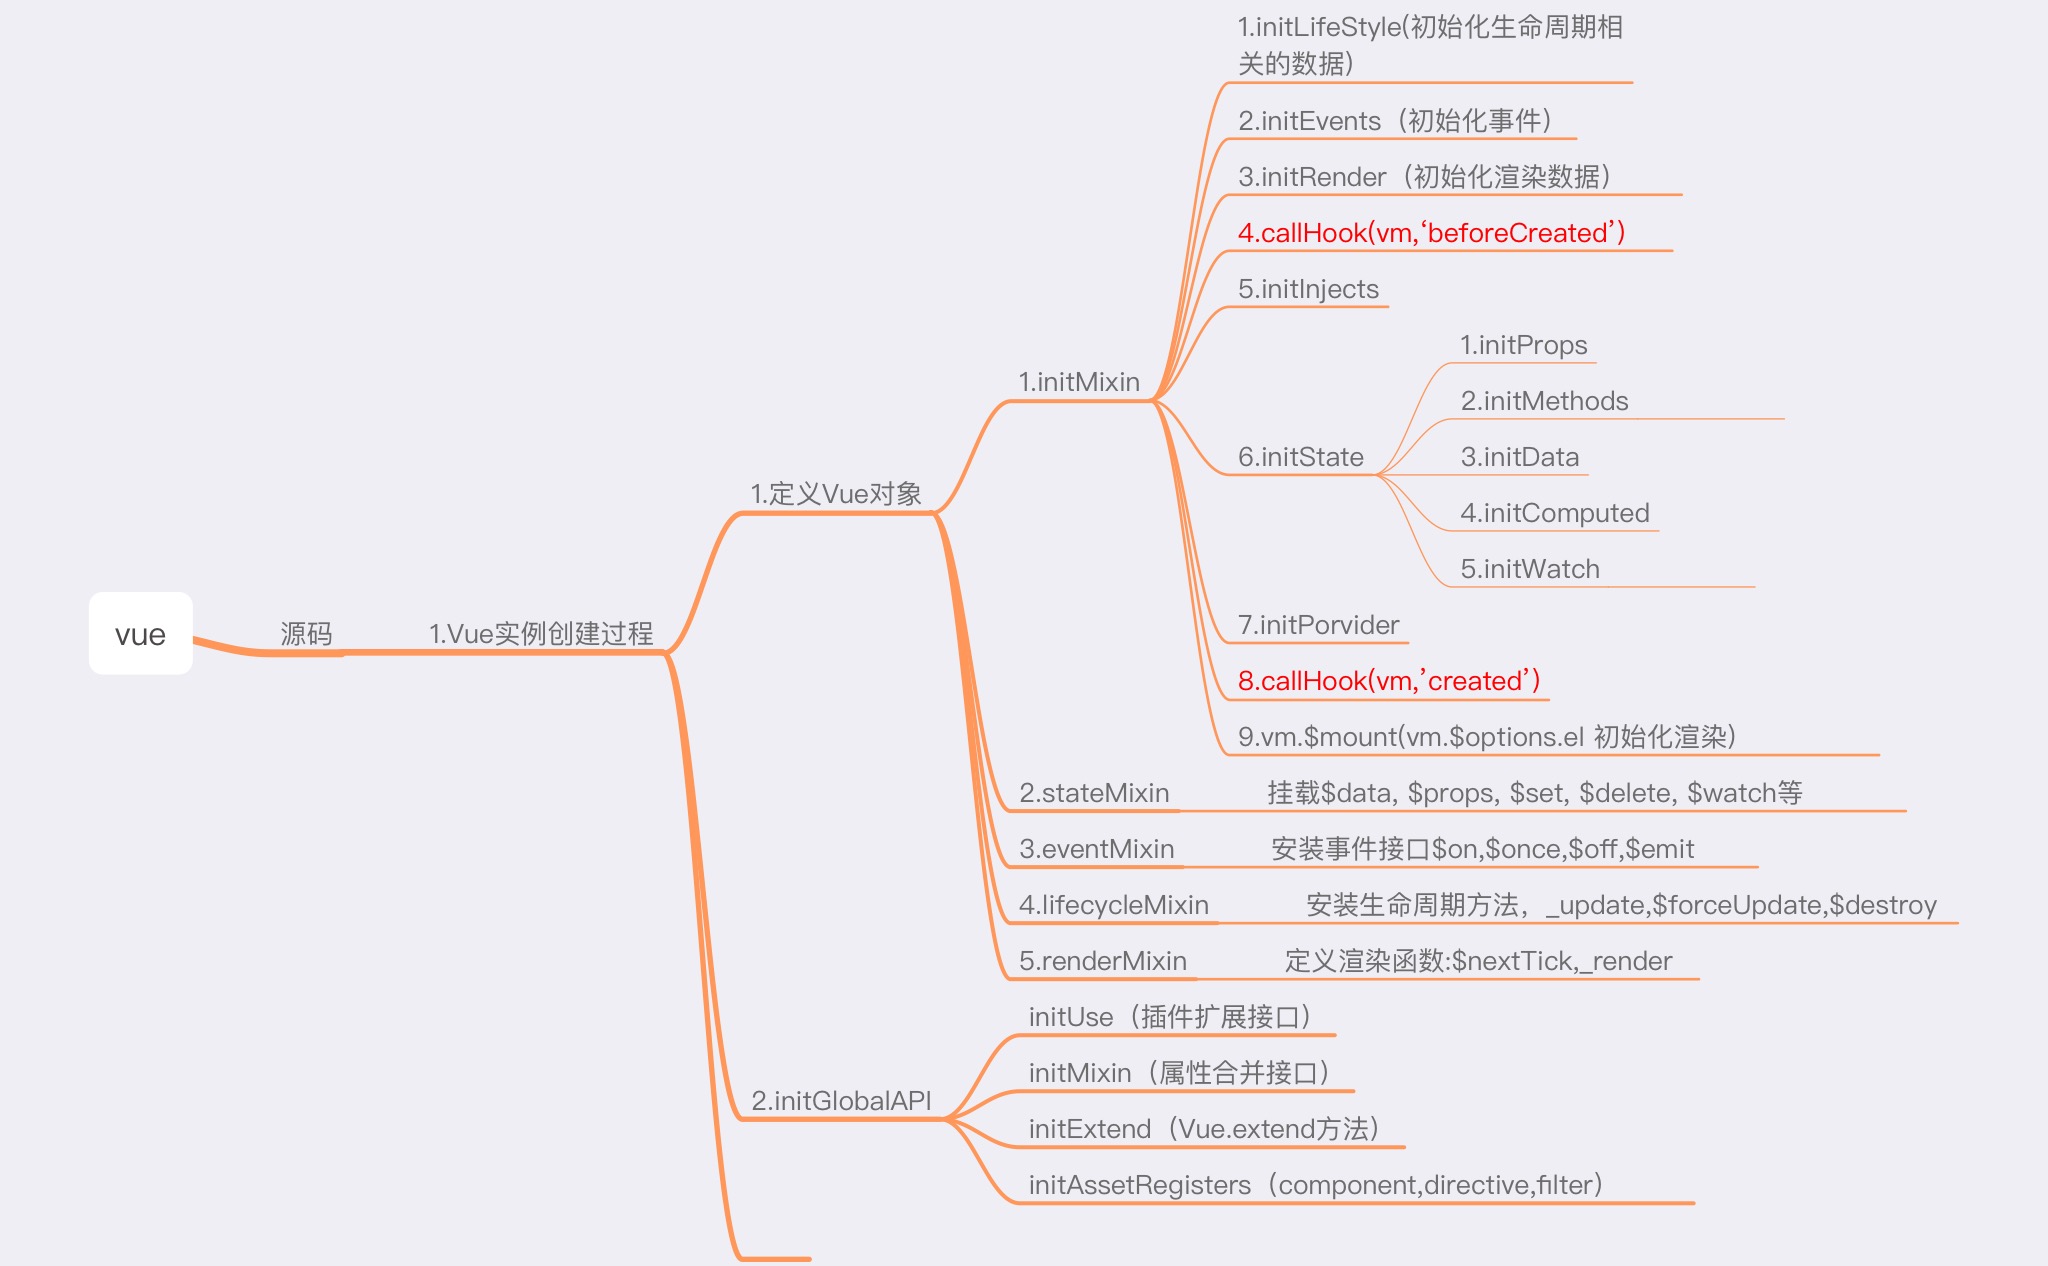 vue
源码
1.Vue实例创建过程
1.定义Vue对象
1.initMixin
1.initLifeStyle(初始化生命周期相
关的数据)
2.initEvents（初始化事件）
3.initRender（初始化渲染数据）
4.callHook(vm,‘beforeCreated’)
5.initInjects
6.initState
1.initProps
2.initMethods
3.initData
4.initComputed
5.initWatch
7.initPorvider
8.callHook(vm,’created’)
9.vm.$mount(vm.$options.el 初始化渲染)
2.stateMixin
挂载$data, $props, $set, $delete, $watch等
3.eventMixin
安装事件接口$on,$once,$off,$emit
4.lifecycleMixin
安装生命周期方法，_update,$forceUpdate,$destroy
5.renderMixin
定义渲染函数:$nextTick,_render
2.initGlobalAPI
initUse（插件扩展接口）
initMixin（属性合并接口）
initExtend（Vue.extend方法）
initAssetRegisters（component,directive,filter）